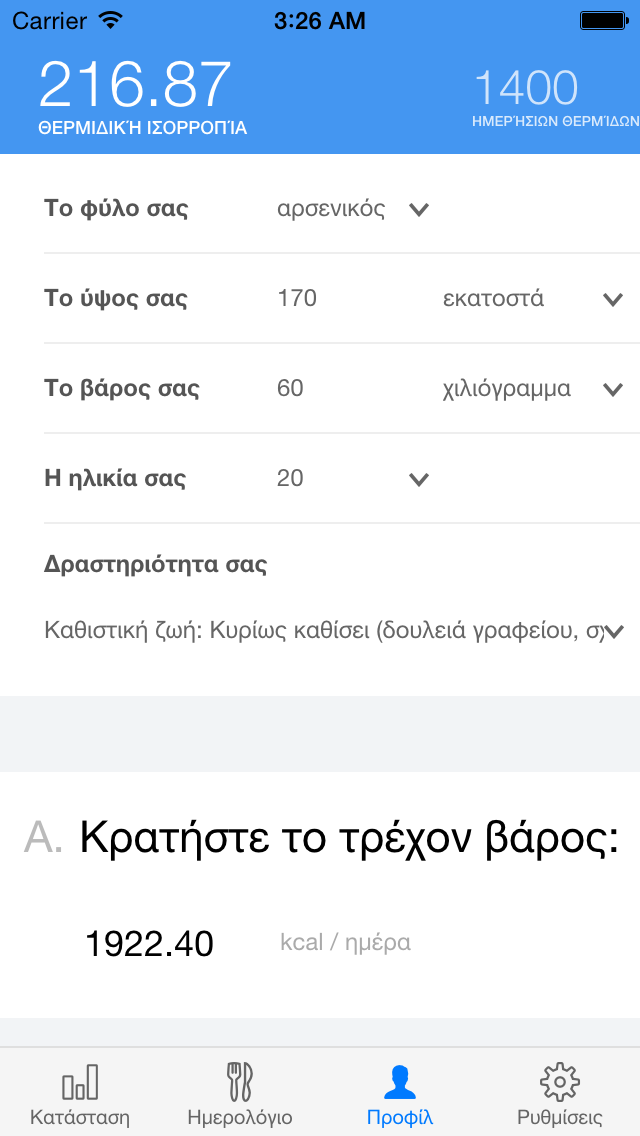 Carrier 3:26 AM
216.87 1400
ΘΕΡΜΙΔΙΚΉ ΙΣΟΡΡΟΠΊΑ ΗΜΕΡΉΣΙΩΝ ΘΕΡΜΊΔΩΝ
Το φύλο σας αρσενικός
Το ύψος σας 170 εκατοστά
Το βάρος σας 60 χιλιόγραμμα
Η ηλικία σας 20
Δραστηριότητα σας
Καθιστική ζωή: Κυρίως καθίσει (δουλειά γραφείου,
A. Κρατήστε το τρέχον βάρος:
1922.40 kcal / ημέρα
Κατάσταση Ημερολόγιο Προφίλ Ρυθμίσεις